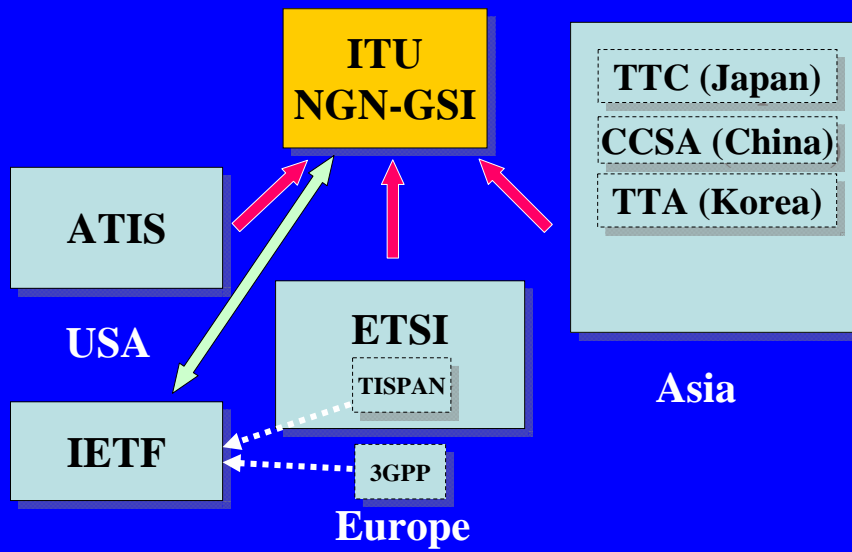 ITU
NGN-GSI
TTC (Japan)
CCSA (China)
TTA (Korea)
Asia
ATIS
USA
ETSI
TISPAN
IETF
3GPP
Europe